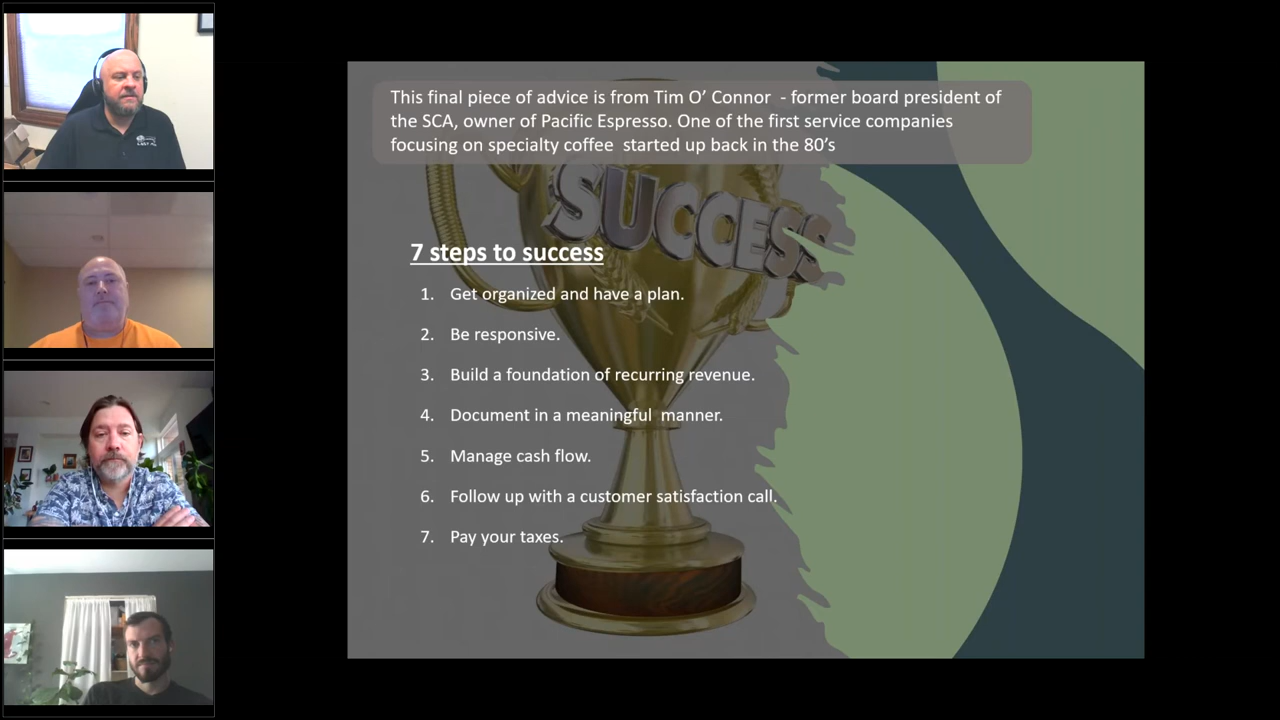 This final piece of advice is from Tim O’ Connor - former board president of
the SCA, owner of Pacific Espresso. One of the first service companies
focusing on specialty coffee started up back in the 80’s
SUCCESS
7 steps to success
1. Get organized and have a plan.
2. Be responsive.
3. Build a foundation of recurring revenue.
4. Document in a meaningful manner.
5. Manage cash flow.
6. Follow up with a customer satisfaction call.
7. Pay your taxes.